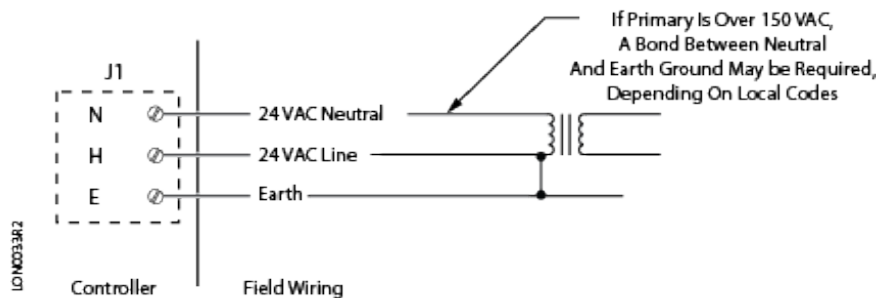 If Primary Is Over 150 VAC,
A Bond Between Neutral
And Earth Ground May be Required,
Depending On Local Codes
J1
N
24 VAC Neutral
H
24 VAC Line
E
Earth
LON0033R2
Controller
Field Wiring